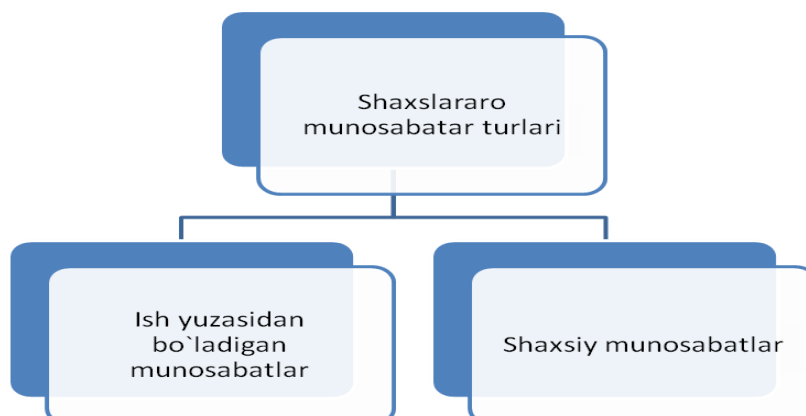 Shaxslararo
munosabatar turlari
Ish yuzasidan
bo`ladigan
munosabatlar
Shaxsiy munosabatlar